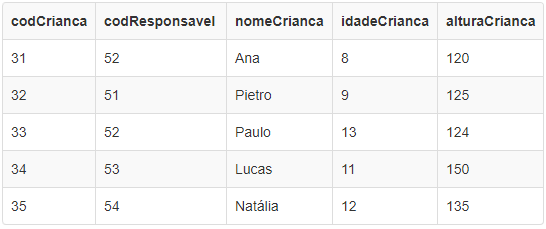 codCrianca codResponsavel nomeCrianca idadeCrianca alturaCrianca
31 52 Ana 8 120
32 51 Pietro 9 125
33 52 Paulo 13 124
34 53 Lucas 11 150
35 54 Natália 12 135